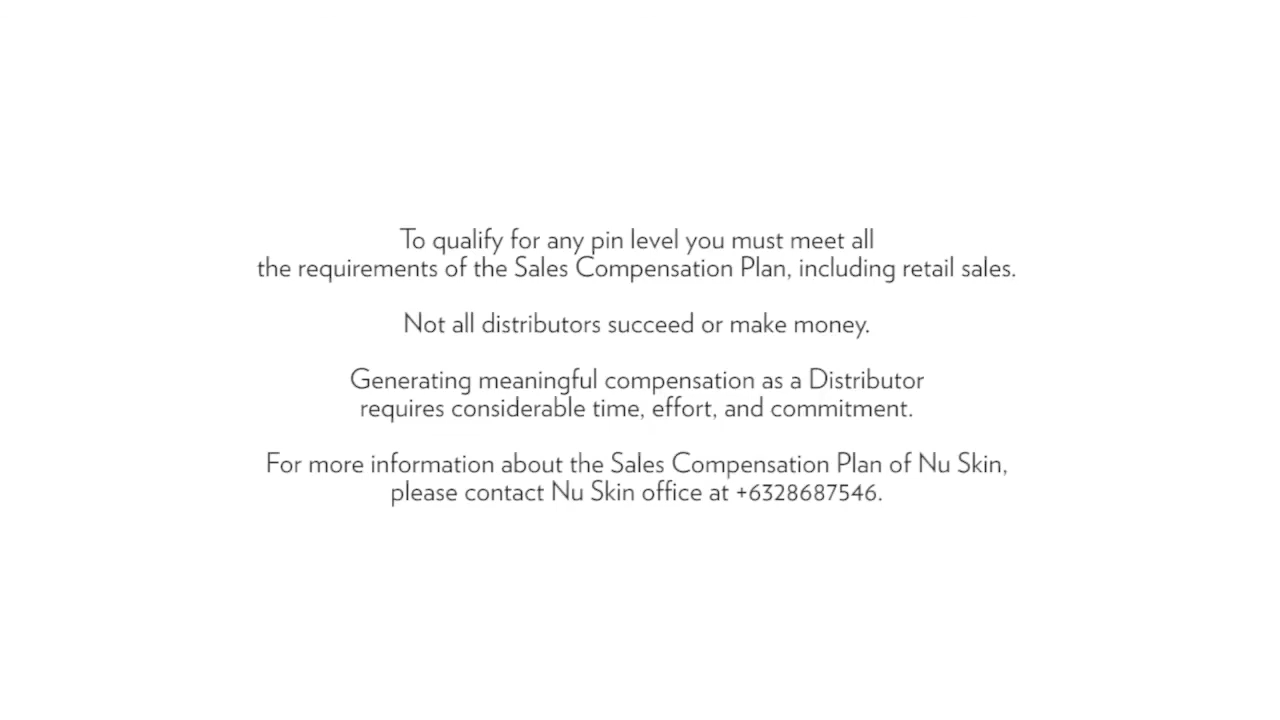 To qualify for any pin level you must meet all
the requirements of the Sales Compensation Plan, including retail sales.
Not all distributors succeed or make money.
Generating meaningful compensation as a Distributor
requires considerable time, effort, and commitment.
For more information about the Sales Compensation Plan of Nu Skin,
please contact Nu Skin office at +6328687546.